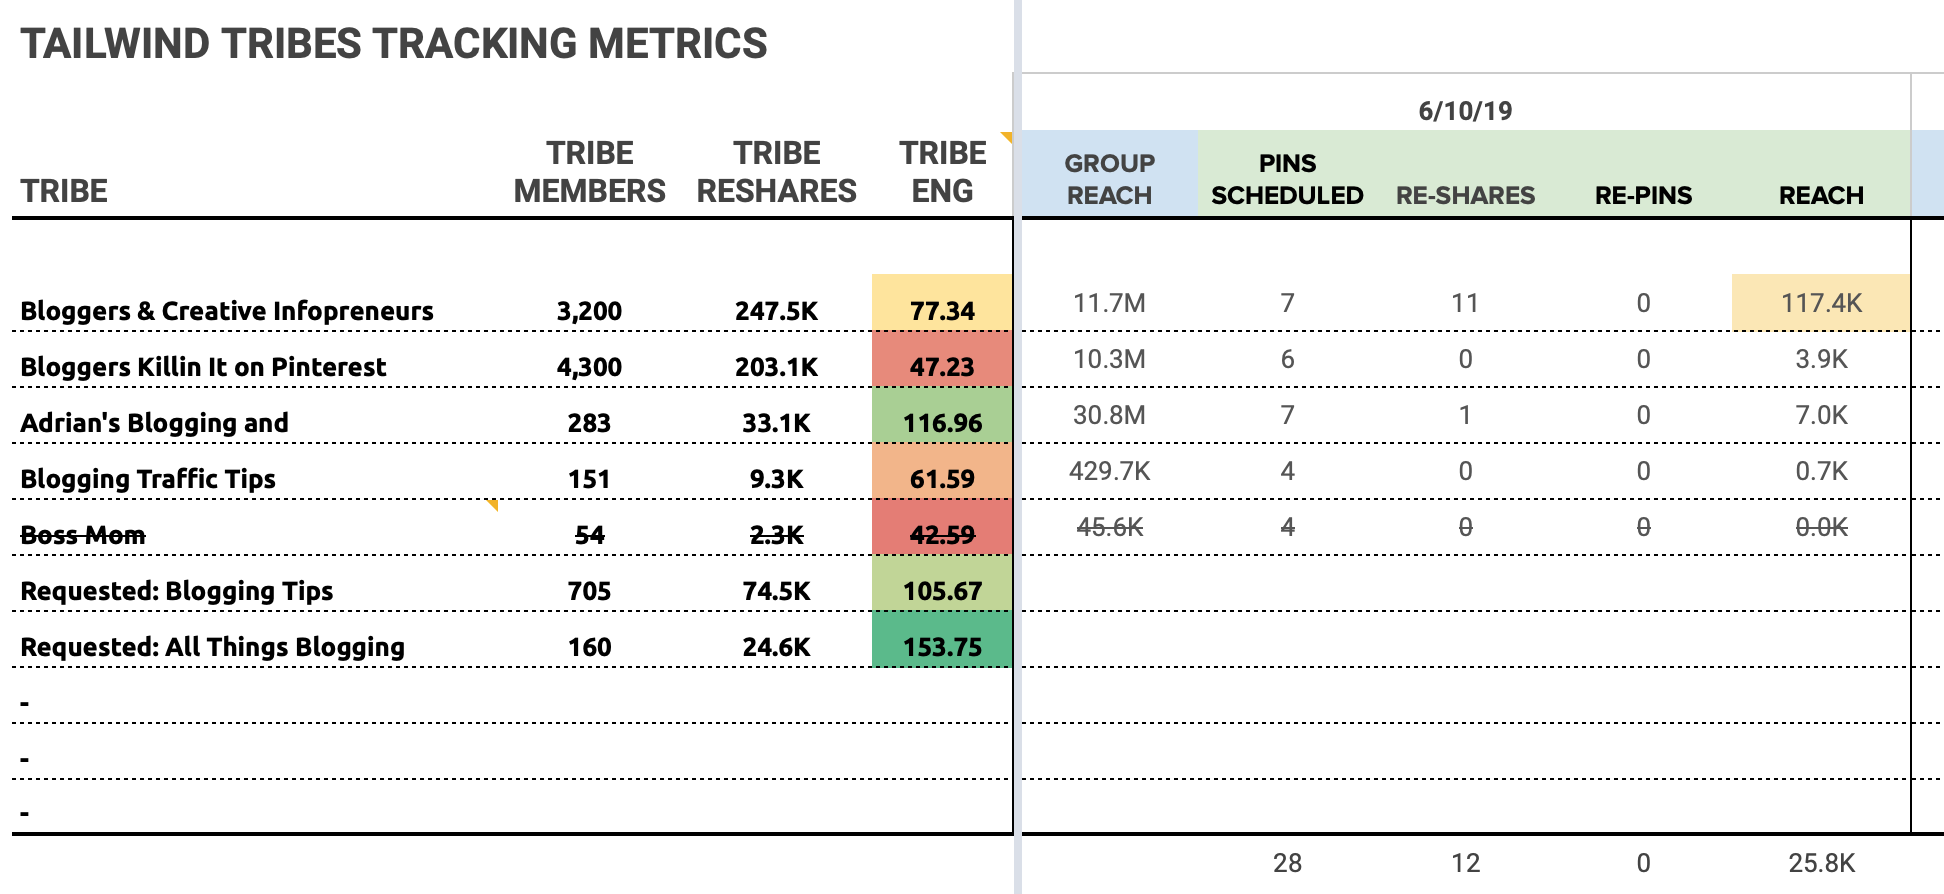 TAILWIND TRIBES TRACKING METRICS
6/10/19
TRIBE TRIBE MEMBERS TRIBE RESHARES TRIBE ENG GROUP REACH PINS SCHEDULED RE-SHARES RE-PINS REACH
Bloggers & Creative Infopreneurs 3,200 247.5K 77.34 11.7M 7 11 0 117.4K
Bloggers Killin It on Pinterest 4,300 203.1K 47.23 10.3M 6 0 0 3.9K
Adrian's Blogging and 283 33.1K 116.96 30.8M 7 1 0 7.0K
Blogging Traffic Tips 151 9.3K 61.59 429.7K 4 0 0 0.7K
Boss Mom 54 2.3K 42.59 45.6K 4 0 0 0.0K
Requested: Blogging Tips 705 74.5K 105.67
Requested: All Things Blogging 160 24.6K 153.75
-
-
-
28 12 0 25.8K